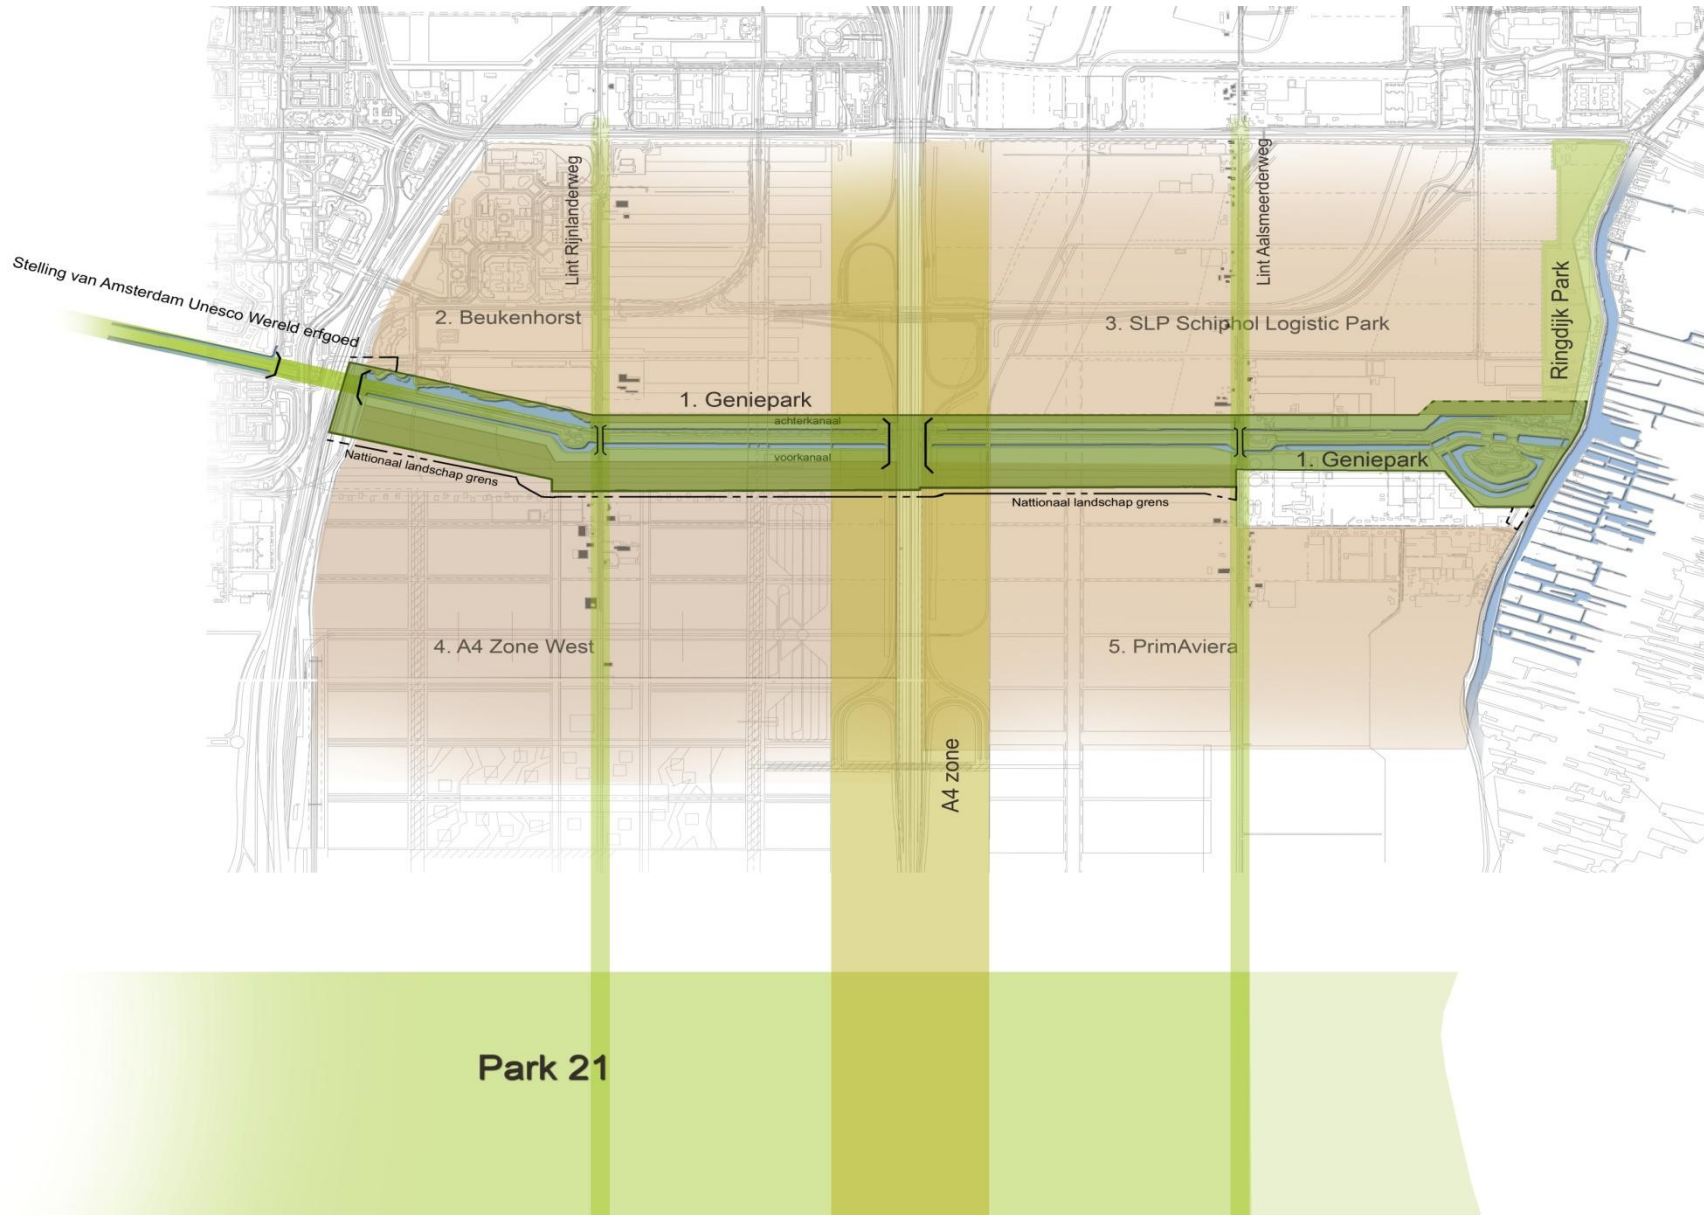 Lint Rijnlanderweg
Lint Aalsmeerderweg
Stelling van Amsterdam Unesco Wereld erfgoed
2. Beukenhorst
3. SLP Schiphol Logistic Park
Ringdijk Park
1. Geniepark
achterkanaal
voorkanaal
1. Geniepark
Nattionaal landschap grens
Nattionaal landschap grens
4. A4 Zone West
5. PrimAviera
A4 zone
Park 21